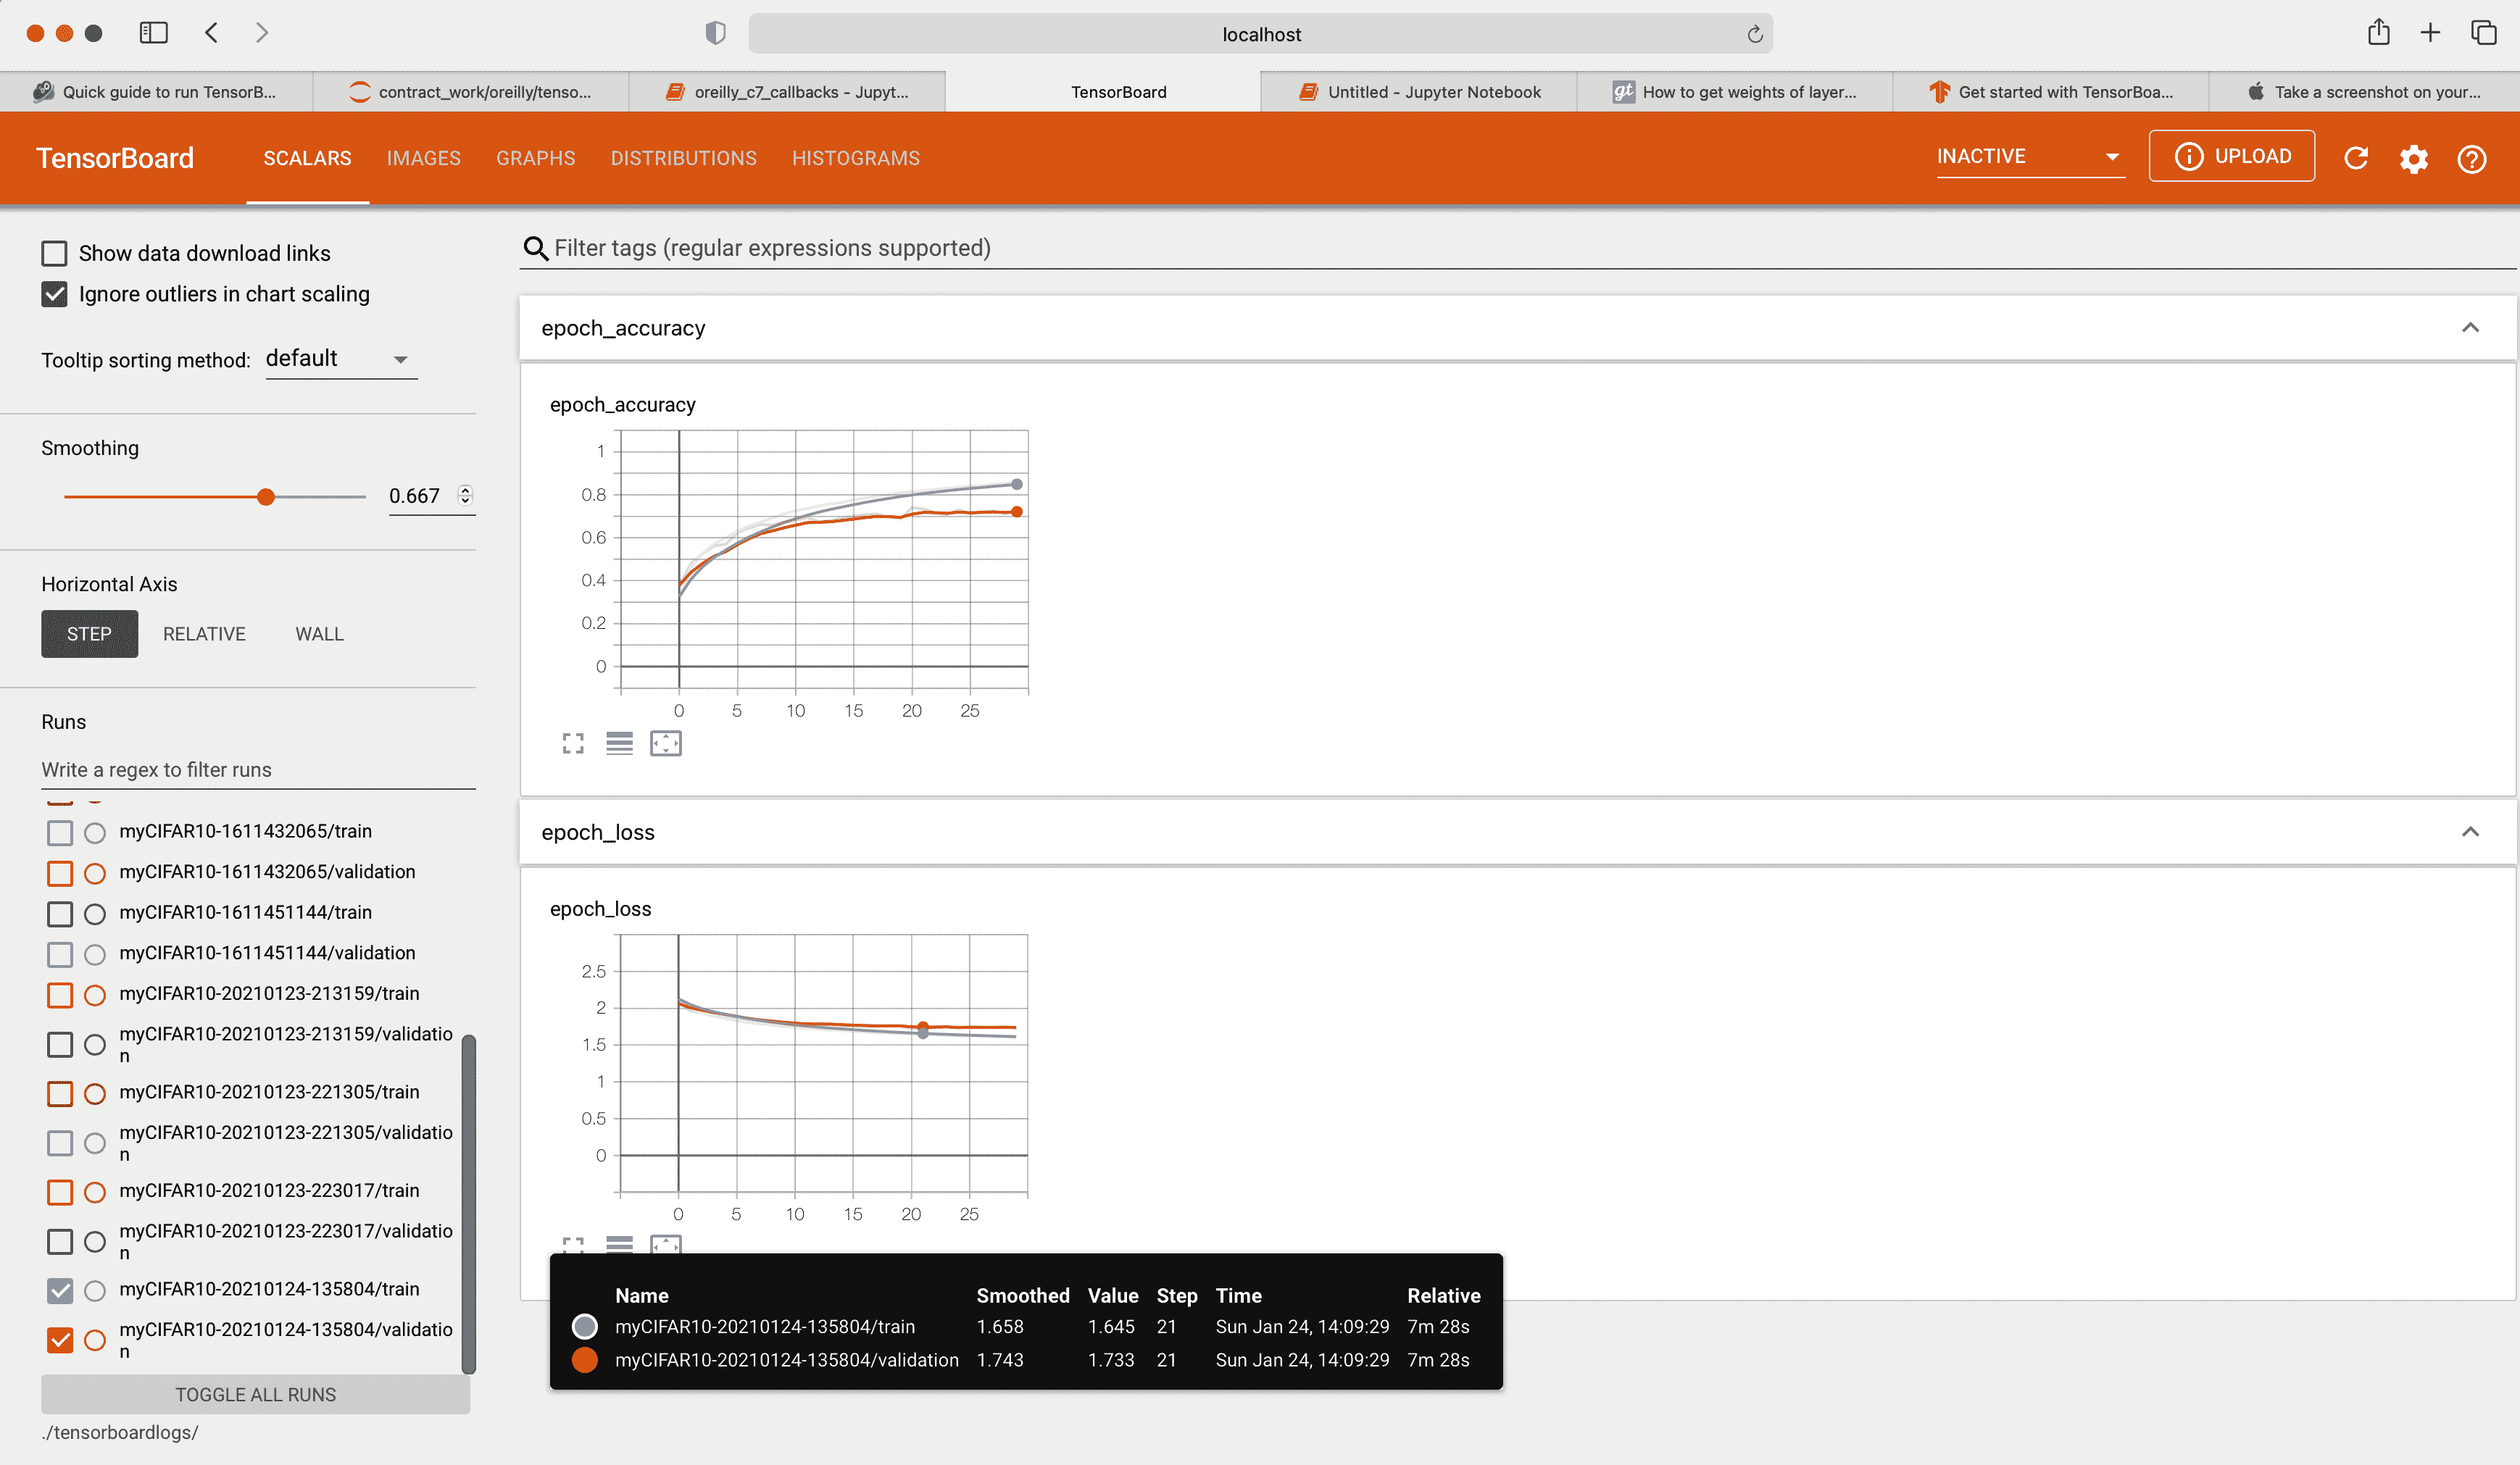 localhost
Quick guide to run TensorB...
contract_work/oreilly/tenso...
oreilly_c7_callbacks - Jupyt...
TensorBoard
Untitled - Jupyter Notebook
gt How to get weights of layer...
Get started with TensorBoa...
Take a screenshot on your...
TensorBoard
SCALARS
IMAGES
GRAPHS
DISTRIBUTIONS
HISTOGRAMS
INACTIVE
UPLOAD
Show data download links
Ignore outliers in chart scaling
Tooltip sorting method: default
Smoothing
0.667
Horizontal Axis
STEP RELATIVE WALL
Runs
Write a regex to filter runs
myCIFAR10-1611432065/train
myCIFAR10-1611432065/validation
myCIFAR10-1611451144/train
myCIFAR10-1611451144/validation
myCIFAR10-20210123-213159/train
myCIFAR10-20210123-213159/validatio
n
myCIFAR10-20210123-221305/train
myCIFAR10-20210123-221305/validatio
n
myCIFAR10-20210123-223017/train
myCIFAR10-20210123-223017/validatio
n
myCIFAR10-20210124-135804/train
myCIFAR10-20210124-135804/validatio
n
TOGGLE ALL RUNS
./tensorboardlogs/
Filter tags (regular expressions supported)
epoch_accuracy
epoch_accuracy
1
0.8
0.6
0.4
0.2
0
0 5 10 15 20 25
epoch_loss
epoch_loss
2.5
2
1.5
1
0.5
0
0 5 10 15 20 25
Name Smoothed Value Step Time Relative
myCIFAR10-20210124-135804/train 1.658 1.645 21 Sun Jan 24, 14:09:29 7m 28s
myCIFAR10-20210124-135804/validation 1.743 1.733 21 Sun Jan 24, 14:09:29 7m 28s